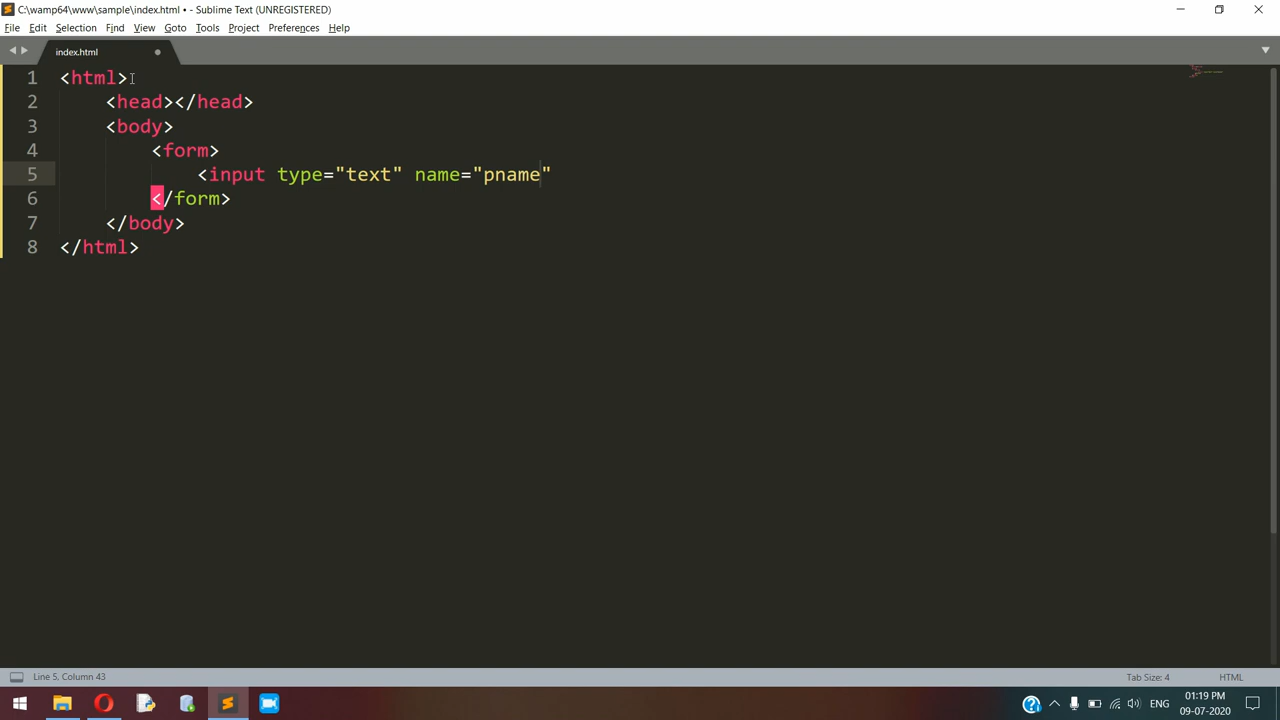 C:\wamp64\www\sample\index.html • - Sublime Text (UNREGISTERED)
File Edit Selection Find View Goto Tools Project Preferences Help
index.html
1 <html>
2 <head></head>
3 <body>
4 <form>
5 <input type="text" name="pname"
6 </form>
7 </body>
8 </html>
Line 5, Column 43
Tab Size: 4
HTML
ENG
01:19 PM
09-07-2020